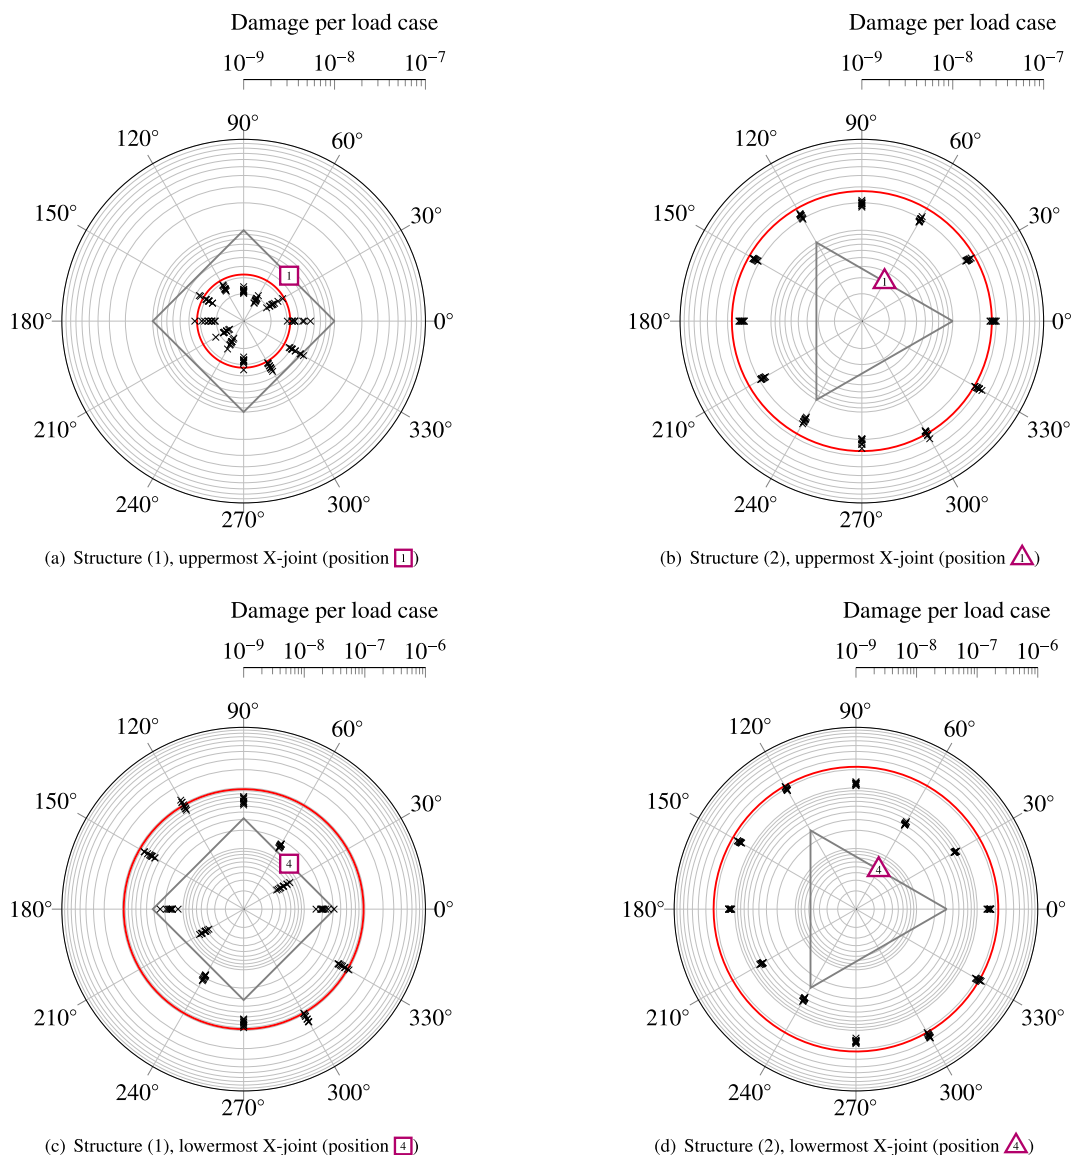 Damage per load case
10⁻⁹ 10⁻⁸ 10⁻⁷
90°
120° 60°
150° 30°
180° 0°
1
210° 330°
240° 300°
270°
(a) Structure (1), uppermost X-joint (position 1)
Damage per load case
10⁻⁹ 10⁻⁸ 10⁻⁷
90°
120° 60°
150° 30°
180° 0°
1
210° 330°
240° 300°
270°
(b) Structure (2), uppermost X-joint (position 1)
Damage per load case
10⁻⁹ 10⁻⁸ 10⁻⁷ 10⁻⁶
90°
120° 60°
150° 30°
4
180° 0°
210° 330°
240° 300°
270°
(c) Structure (1), lowermost X-joint (position 4)
Damage per load case
10⁻⁹ 10⁻⁸ 10⁻⁷ 10⁻⁶
90°
120° 60°
150° 30°
4
180° 0°
210° 330°
240° 300°
270°
(d) Structure (2), lowermost X-joint (position 4)